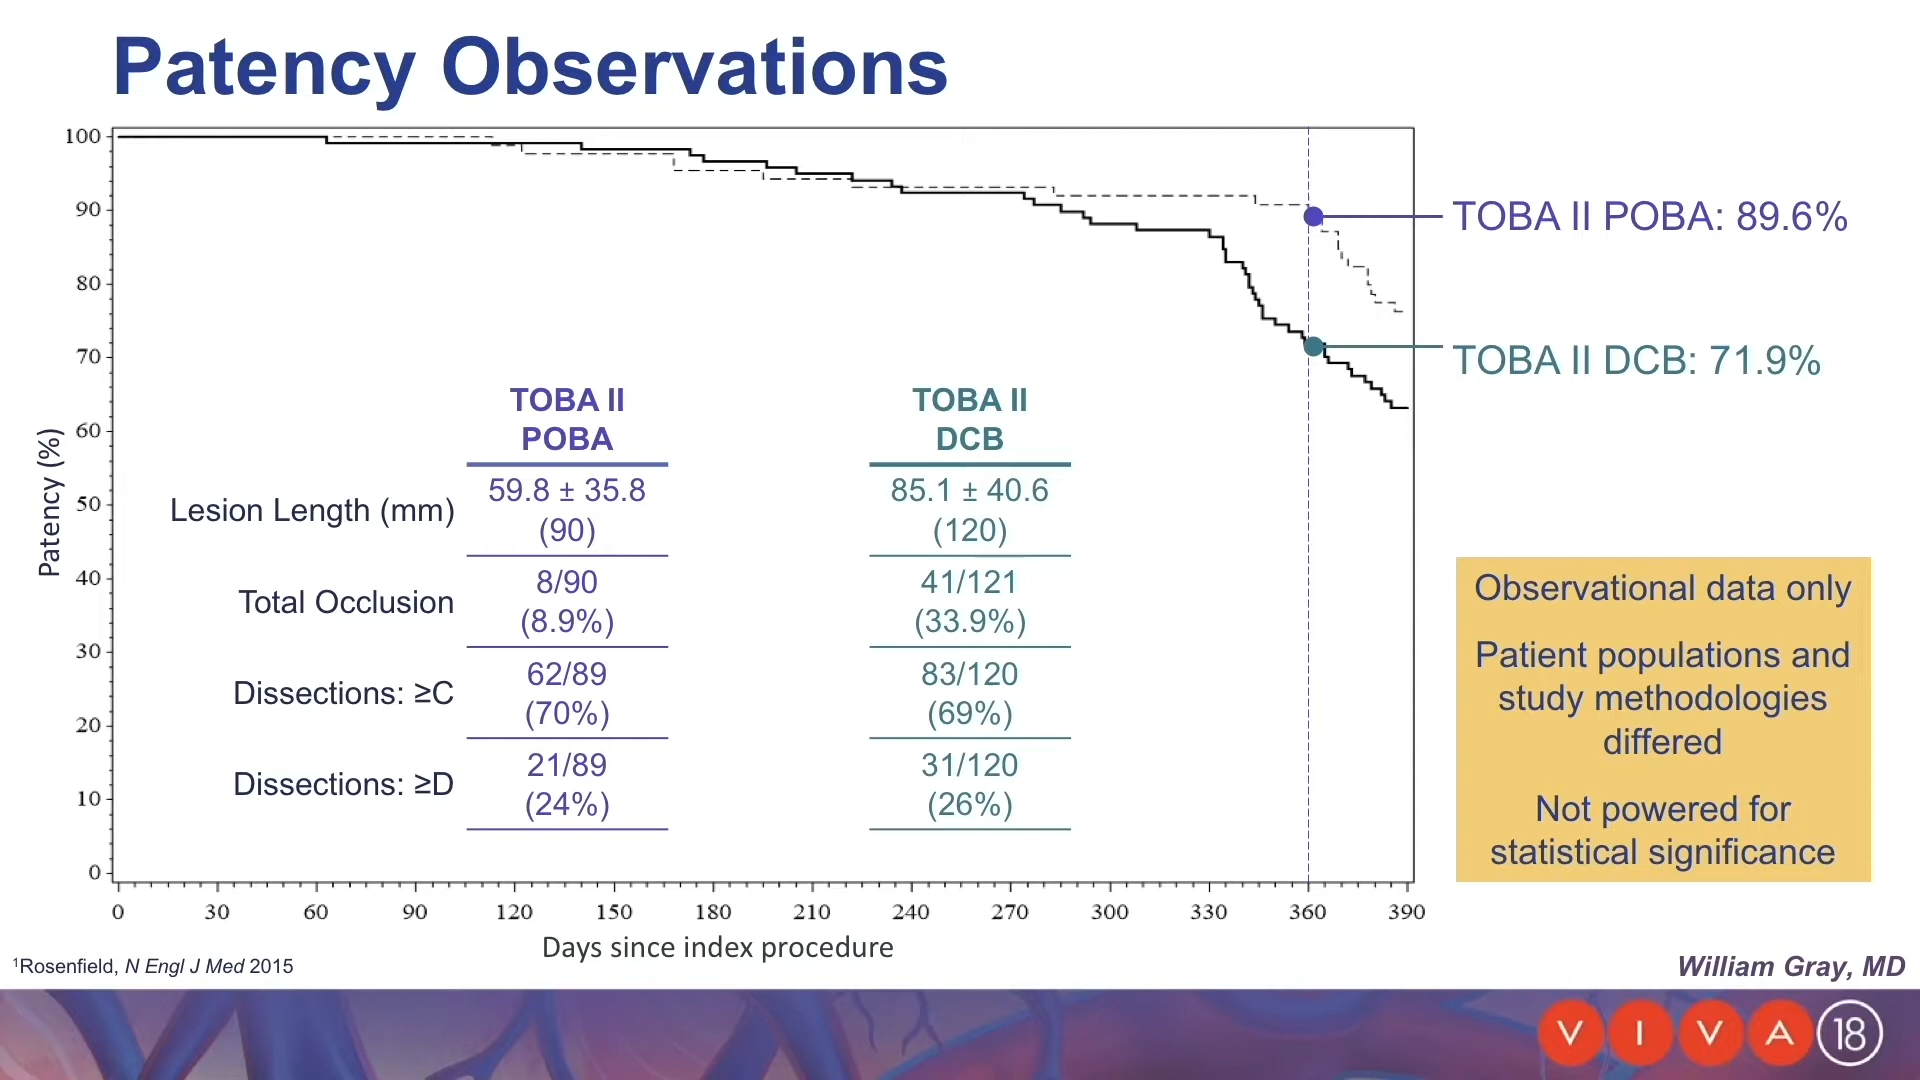 Patency Observations
100
90
80
70
60
50
40
30
20
10
0
Patency (%)
0 30 60 90 120 150 180 210 240 270 300 330 360 390
Days since index procedure
TOBA II POBA: 89.6%
TOBA II DCB: 71.9%
TOBA II
POBA
TOBA II
DCB
Lesion Length (mm)
59.8 ± 35.8
(90)
85.1 ± 40.6
(120)
Total Occlusion
8/90
(8.9%)
41/121
(33.9%)
Dissections: ≥C
62/89
(70%)
83/120
(69%)
Dissections: ≥D
21/89
(24%)
31/120
(26%)
Observational data only
Patient populations and
study methodologies
differed
Not powered for
statistical significance
¹Rosenfield, N Engl J Med 2015
William Gray, MD
VIVA 18